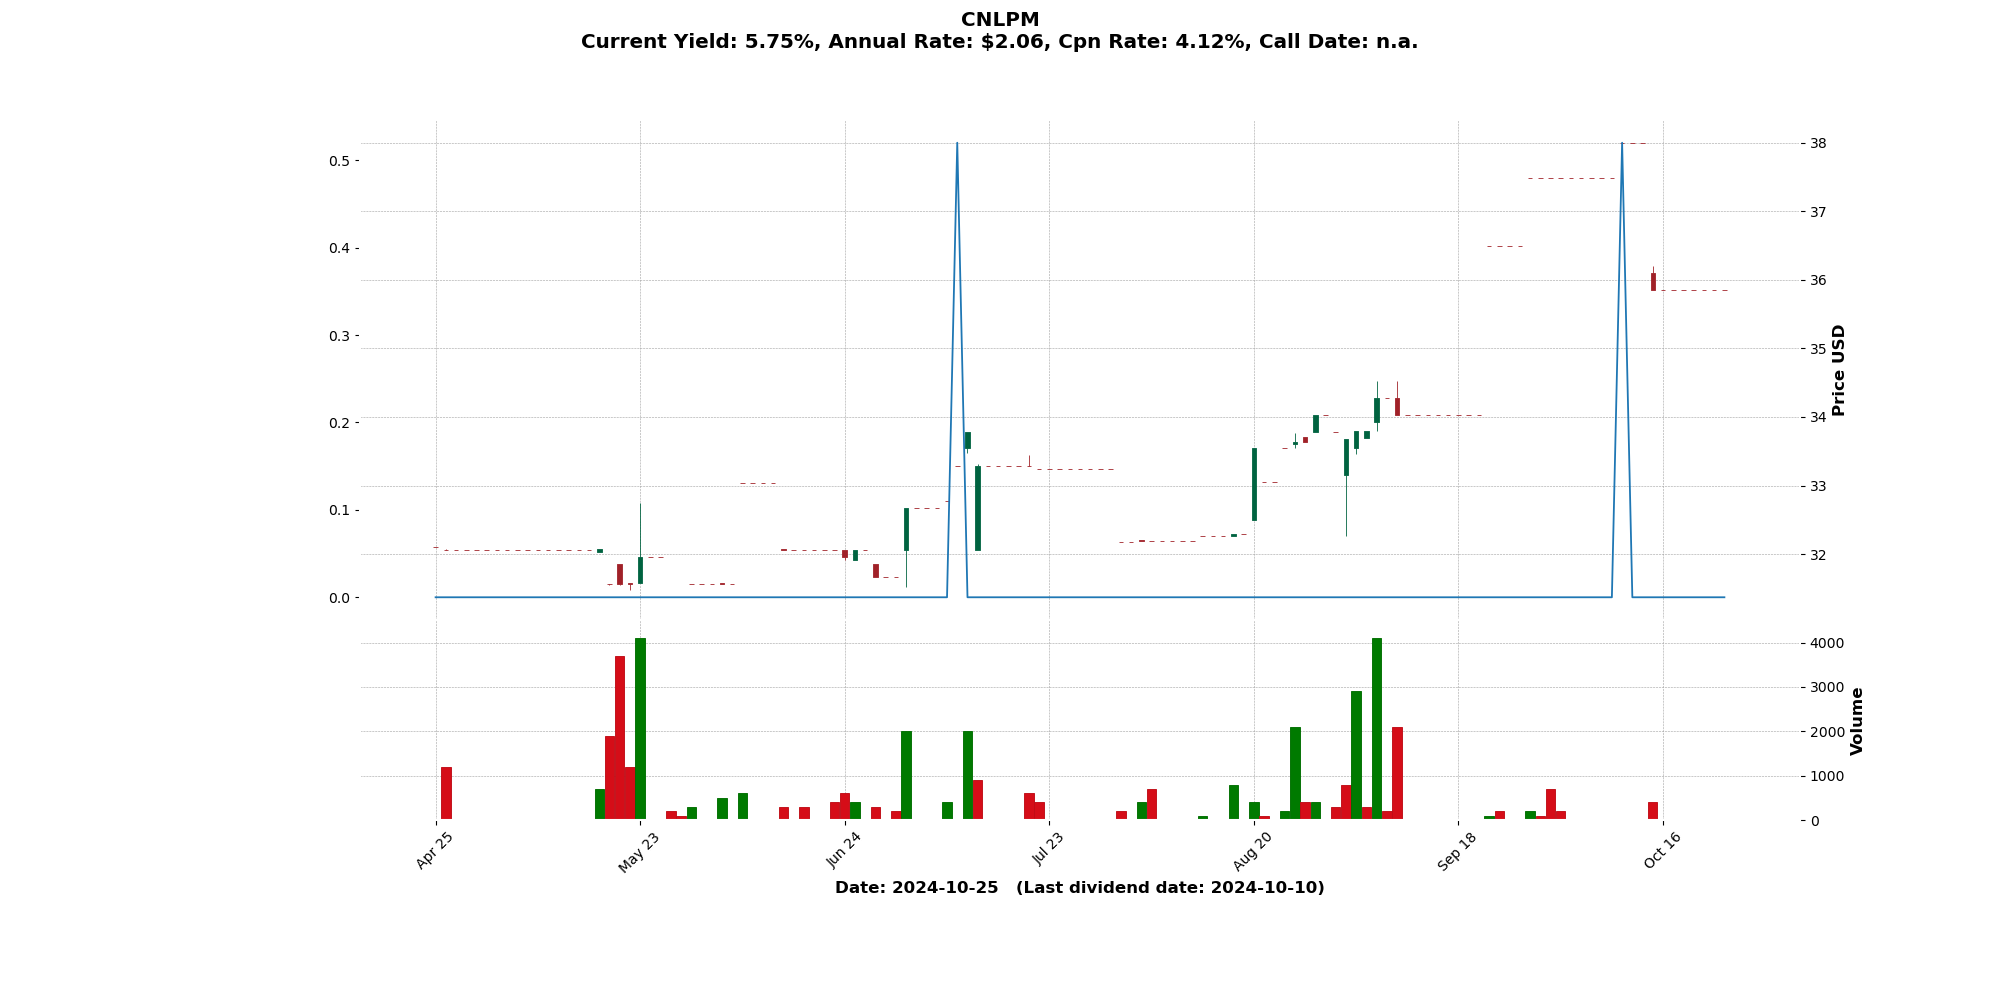 CNLPM
Current Yield: 5.75%, Annual Rate: $2.06, Cpn Rate: 4.12%, Call Date: n.a.
0.5
0.4
0.3
0.2
0.1
0.0
38
37
36
35
34
33
32
Price USD
4000
3000
2000
1000
0
Volume
Apr 25
May 23
Jun 24
Jul 23
Aug 20
Sep 18
Oct 16
Date: 2024-10-25   (Last dividend date: 2024-10-10)